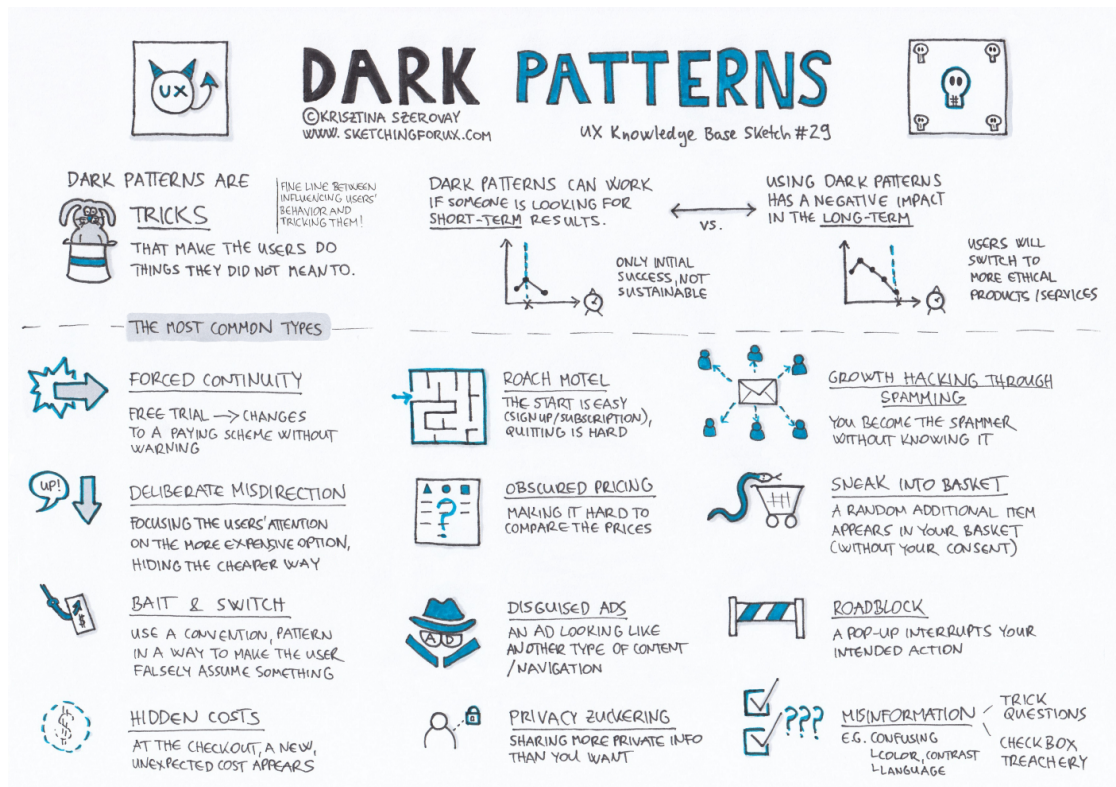 UX
DARK PATTERNS
©KRISZTINA SZEROVAY
WWW.SKETCHINGFORUX.COM
UX Knowledge Base Sketch #29
DARK PATTERNS ARE
TRICKS
THAT MAKE THE USERS DO
THINGS THEY DID NOT MEAN TO.
FINE LINE BETWEEN
INFLUENCING USERS'
BEHAVIOR AND
TRICKING THEM!
DARK PATTERNS CAN WORK
IF SOMEONE IS LOOKING FOR
SHORT-TERM RESULTS.
ONLY INITIAL
SUCCESS, NOT
SUSTAINABLE
VS.
USING DARK PATTERNS
HAS A NEGATIVE IMPACT
IN THE LONG-TERM
USERS WILL
SWITCH TO
MORE ETHICAL
PRODUCTS/SERVICES
THE MOST COMMON TYPES
FORCED CONTINUITY
FREE TRIAL → CHANGES
TO A PAYING SCHEME WITHOUT
WARNING
ROACH MOTEL
THE START IS EASY
(SIGN UP/SUBSCRIPTION),
QUITING IS HARD
GROWTH HACKING THROUGH
SPAMMING
YOU BECOME THE SPAMMER
WITHOUT KNOWING IT
UP!
DELIBERATE MISDIRECTION
FOCUSING THE USERS' ATTENTION
ON THE MORE EXPENSIVE OPTION,
HIDING THE CHEAPER WAY
?
OBSCURED PRICING
MAKING IT HARD TO
COMPARE THE PRICES
SNEAK INTO BASKET
A RANDOM ADDITIONAL ITEM
APPEARS IN YOUR BASKET
(WITHOUT YOUR CONSENT)
$
BAIT & SWITCH
USE A CONVENTION, PATTERN
IN A WAY TO MAKE THE USER
FALSELY ASSUME SOMETHING
AD
DISGUISED ADS
AN AD LOOKING LIKE
ANOTHER TYPE OF CONTENT
/NAVIGATION
ROADBLOCK
A POP-UP INTERRUPTS YOUR
INTENDED ACTION
$
HIDDEN COSTS
AT THE CHECKOUT, A NEW,
UNEXPECTED COST APPEARS
PRIVACY ZUCKERING
SHARING MORE PRIVATE INFO
THAN YOU WANT
???
MISINFORMATION
E.G. CONFUSING
COLOR, CONTRAST
LANGUAGE
TRICK
QUESTIONS
CHECKBOX
TREACHERY